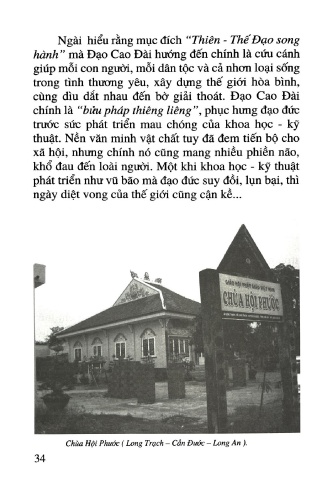 Ngài hiểu rằng mục đích “Thiên - Thế Đạo song
hành” mà Đạo Cao Đài hướng đến chính là cứu cánh
giúp mỗi con người, mỗi dân tộc và cả nhơn loại sống
trong tình thương yêu, xây dựng thế giới hòa bình,
cùng dìu dắt nhau đến bờ giải thoát. Đạo Cao Đài
chính là “bửu pháp thiêng liêng”, phục hưng đạo đức
trước sức phát triển mau chóng của khoa học - kỹ
thuật. Nền văn minh vật chất tuy đã đem tiến bộ cho
xã hội, nhưng chính nó cũng mang nhiều phiền não,
khổ đau đến loài người. Một khi khoa học - kỹ thuật
phát triển như vũ bão mà đạo đức suy đồi, lụn bại, thì
ngày diệt vong của thế giới cũng cận kề...
GIÁO HỘI PHẬT GIÁO VIỆT NAM
CHÙA HỘI PHƯỚC
Chùa Hội Phước ( Long Trạch – Cần Đước – Long An ).
34